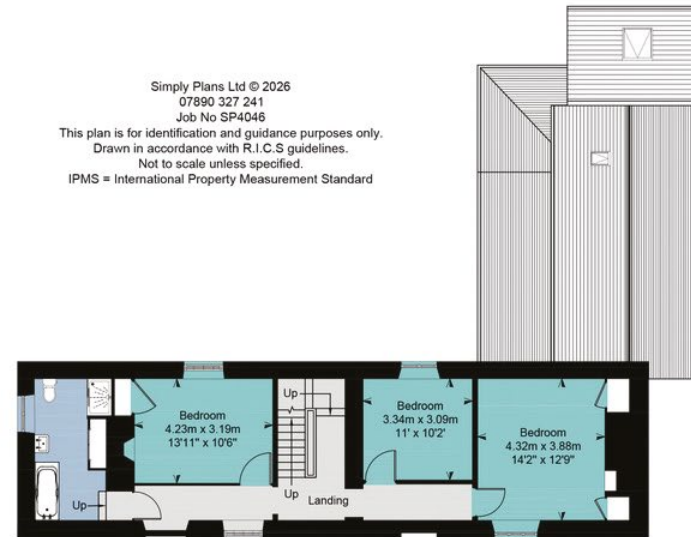 Simply Plans Ltd © 2026
07890 327 241
Job No SP4046
This plan is for identification and guidance purposes only.
Drawn in accordance with R.I.C.S guidelines.
Not to scale unless specified.
IPMS = International Property Measurement Standard
Up
Bedroom
4.23m x 3.19m
13'11" x 10'6"
Bedroom
3.34m x 3.09m
11' x 10'2"
Bedroom
4.32m x 3.88m
14'2" x 12'9"
Up
Landing
Up